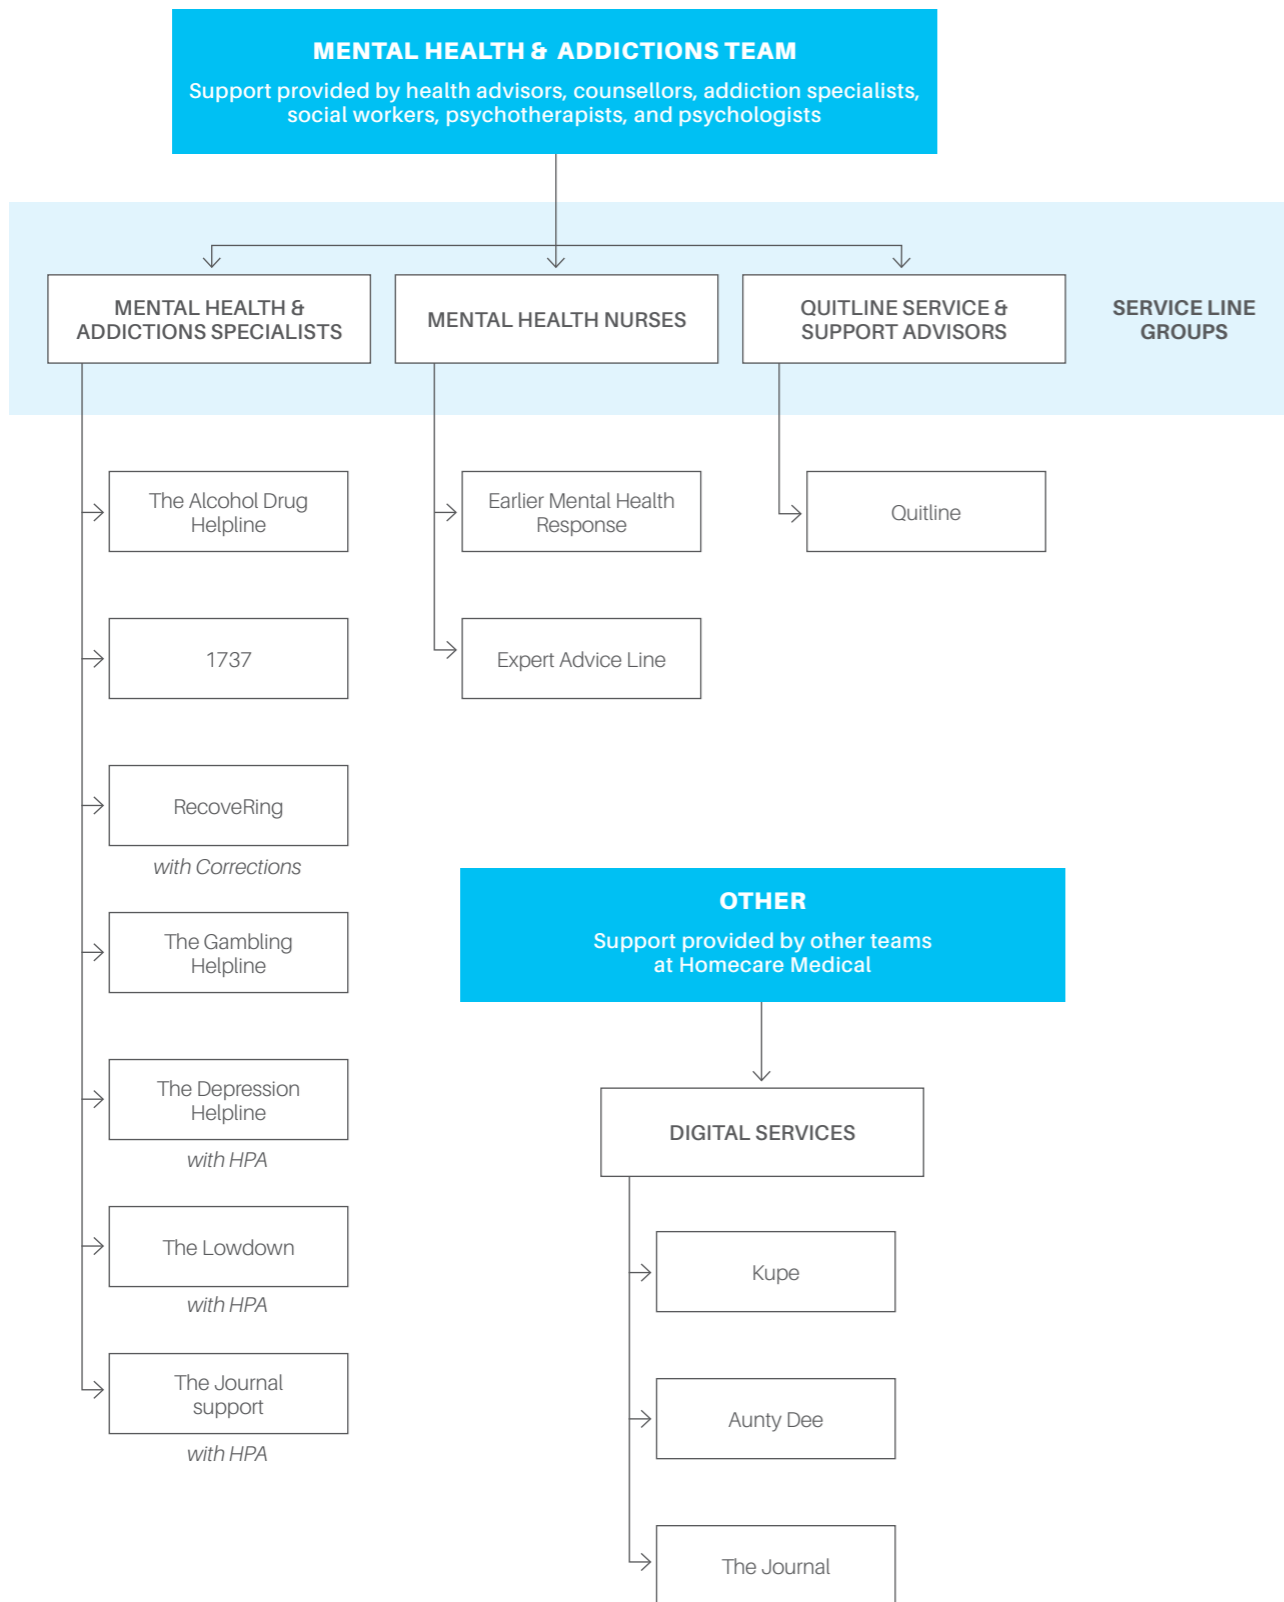 MENTAL HEALTH & ADDICTIONS TEAM
Support provided by health advisors, counsellors, addiction specialists,
social workers, psychotherapists, and psychologists
MENTAL HEALTH &
ADDICTIONS SPECIALISTS
MENTAL HEALTH NURSES
QUITLINE SERVICE &
SUPPORT ADVISORS
SERVICE LINE
GROUPS
The Alcohol Drug
Helpline
1737
RecoveRing
with Corrections
The Gambling
Helpline
The Depression
Helpline
with HPA
The Lowdown
with HPA
The Journal
support
with HPA
Earlier Mental Health
Response
Expert Advice Line
Quitline
OTHER
Support provided by other teams
at Homecare Medical
DIGITAL SERVICES
Kupe
Aunty Dee
The Journal